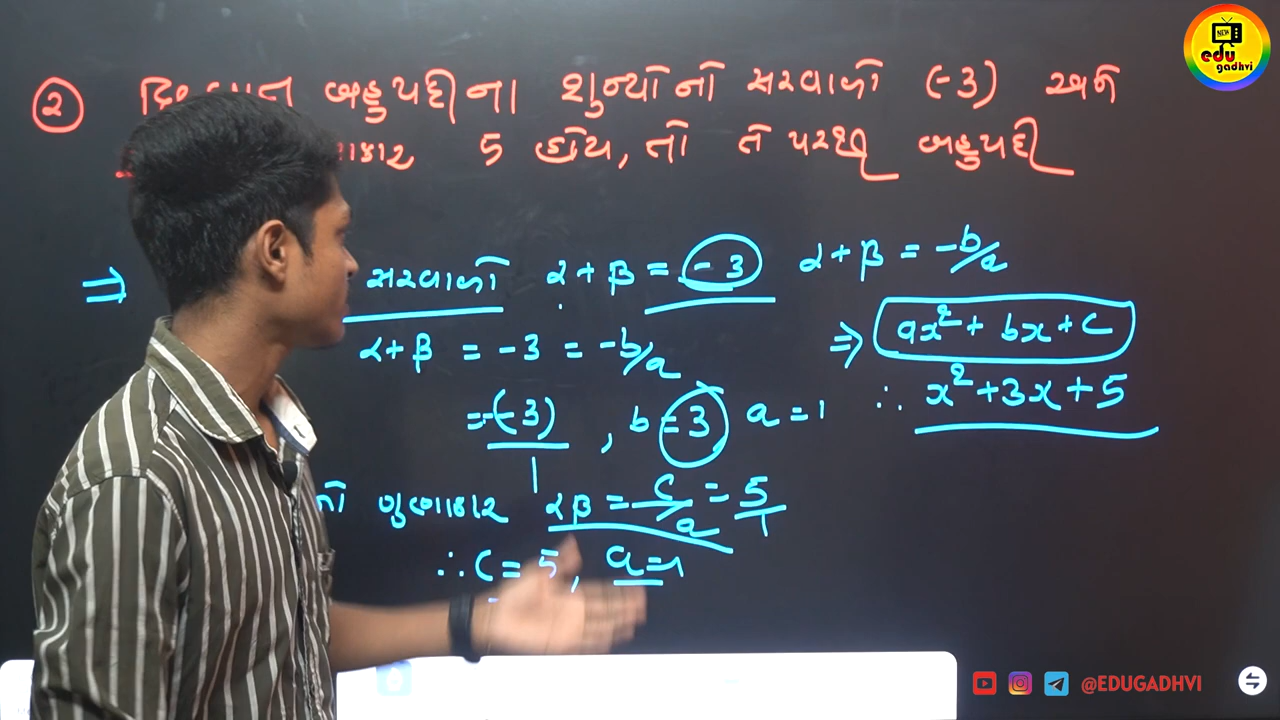 ② બહુપદીના શુન્યોનો સરવાળો (-3) અને
5 હોય, તો તે પરથી બહુપદી
⇒ સરવાળો α + β = -3 α + β = -b/a
α + β = -3 = -b/a ⇒ ax² + bx + c
= -(3)/1 , b = 3, a = 1 ∴ x² + 3x + 5
નો ગુણાકાર αβ = c/a = 5/1
∴ c = 5, a = 1
NEW
edu
gadhvi
@EDUGADHVI